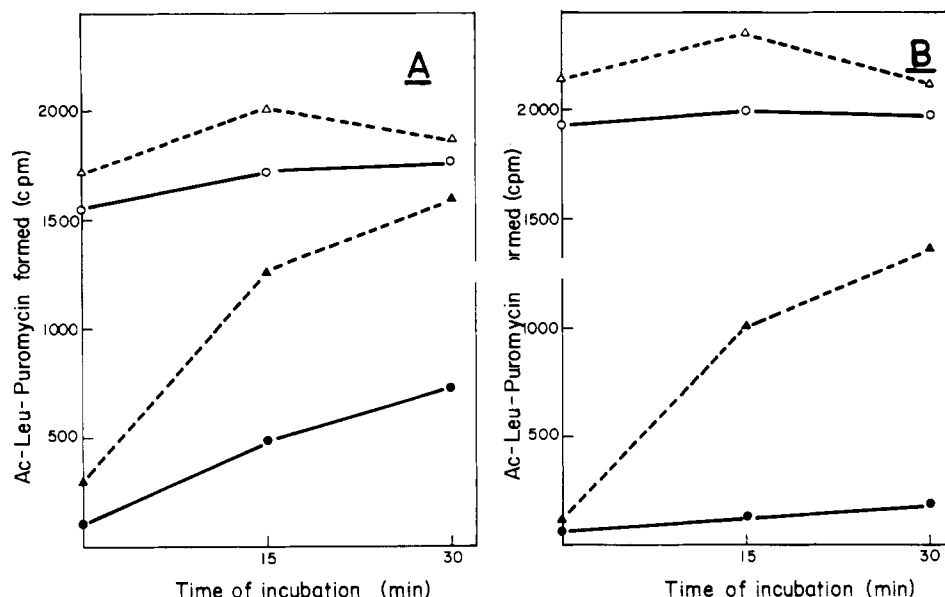 A
2000
1500
1000
500
Ac-Leu-Puromycin formed (cpm)
15
30
Time of incubation (min)
B
2000
1500
1000
500
Ac-Leu-Puromycin
formed (cpm)
15
30
Time of incubation (min)